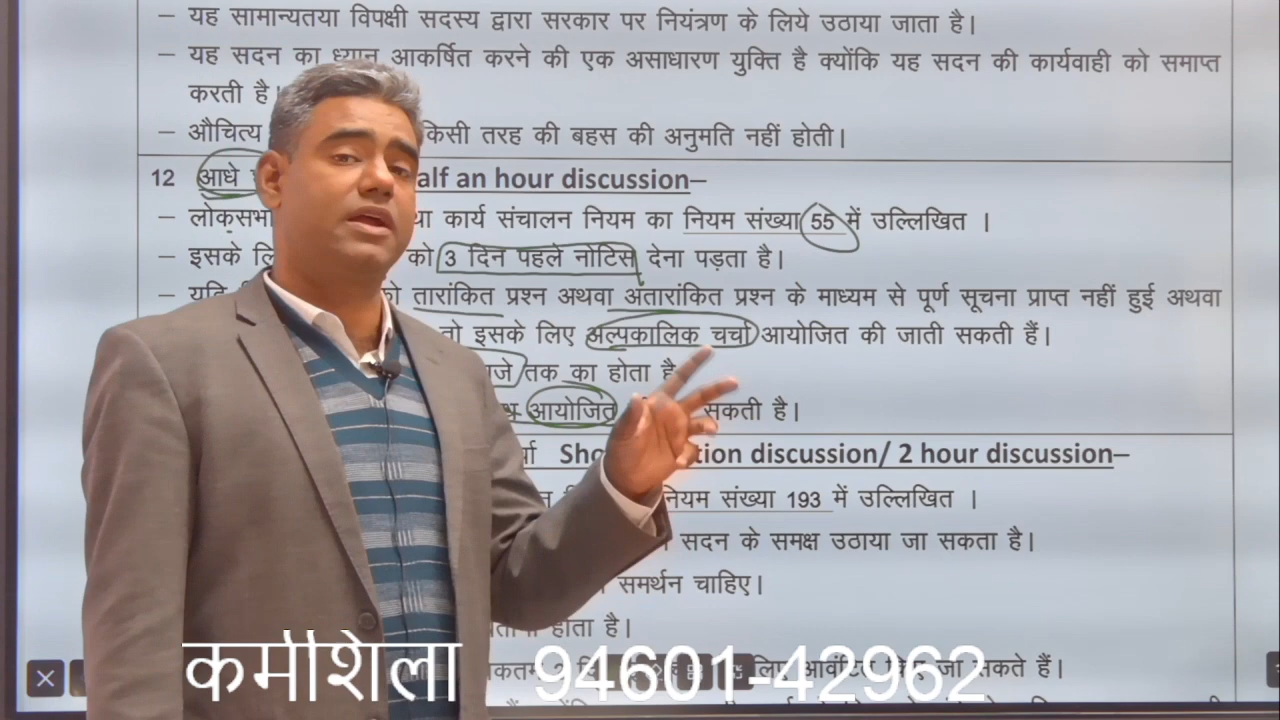 – यह सामान्यतया विपक्षी सदस्य द्वारा सरकार पर नियंत्रण के लिये उठाया जाता है।
– यह सदन का ध्यान आकर्षित करने की एक असाधारण युक्ति है क्योंकि यह सदन की कार्यवाही को समाप्त
करती है।
– औचित्य किसी तरह की बहस की अनुमति नहीं होती।
12 आधे alf an hour discussion–
– लोकसभा कार्य संचालन नियम का नियम संख्या 55 में उल्लिखित ।
– इसके को 3 दिन पहले नोटिस देना पड़ता है।
– यदि तारांकित प्रश्न अथवा अंतारांकित प्रश्न के माध्यम से पूर्ण सूचना प्राप्त नहीं हुई अथवा
तो इसके लिए अल्पकालिक चर्चा आयोजित की जाती सकती हैं।
तक का होता है
आयोजित सकती है।
tion discussion/ 2 hour discussion–
नियम संख्या 193 में उल्लिखित ।
सदन के समक्ष उठाया जा सकता है।
समर्थन चाहिए।
होता है।
लिए आवंटित किए जा सकते हैं।
कर्मशिला 94601-42962